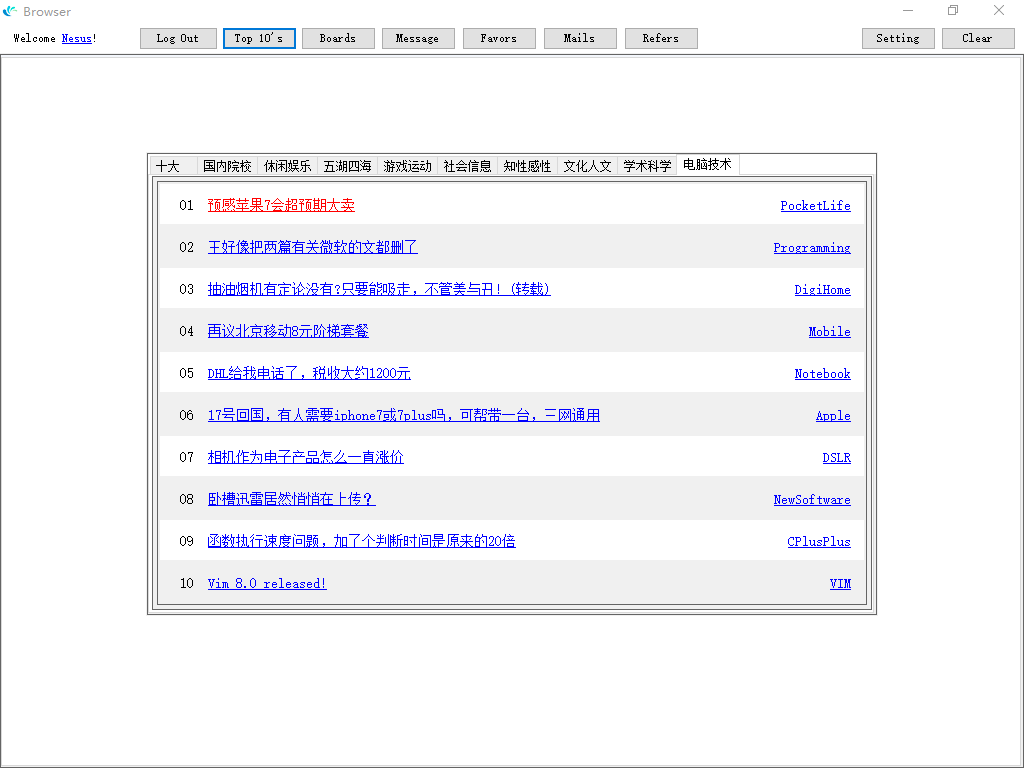 Browser
Welcome Nesus! Log Out Top 10's Boards Message Favors Mails Refers Setting Clear
十大 国内院校 休闲娱乐 五湖四海 游戏运动 社会信息 知性感性 文化人文 学术科学 电脑技术
01 预感苹果7会超预期大卖 PocketLife
02 王好像把两篇有关微软的文都删了 Programming
03 抽油烟机有定论没有?只要能吸走，不管美与丑！(转载) DigiHome
04 再议北京移动8元阶梯套餐 Mobile
05 DHL给我电话了，税收大约1200元 Notebook
06 17号回国，有人需要iphone7或7plus吗，可帮带一台，三网通用 Apple
07 相机作为电子产品怎么一直涨价 DSLR
08 卧槽迅雷居然悄悄在上传？ NewSoftware
09 函数执行速度问题，加了个判断时间是原来的20倍 CPlusPlus
10 Vim 8.0 released! VIM